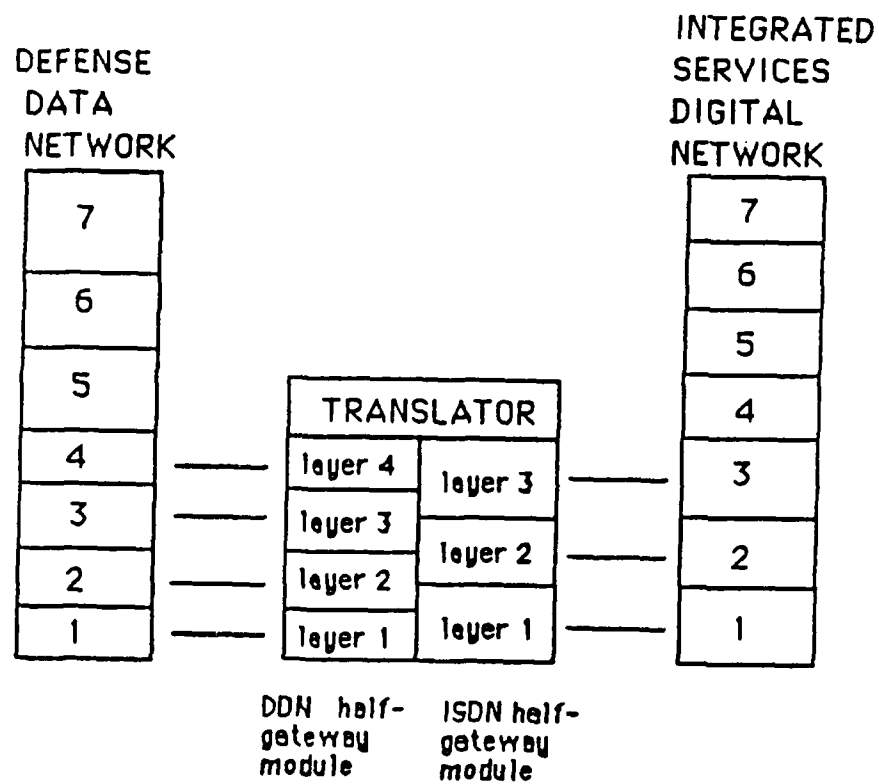 DEFENSE
DATA
NETWORK
7
6
5
4
3
2
1
TRANSLATOR
layer 4
layer 3
layer 2
layer 1
layer 3
layer 2
layer 1
DDN half-
gateway
module
ISDN half-
gateway
module
INTEGRATED
SERVICES
DIGITAL
NETWORK
7
6
5
4
3
2
1